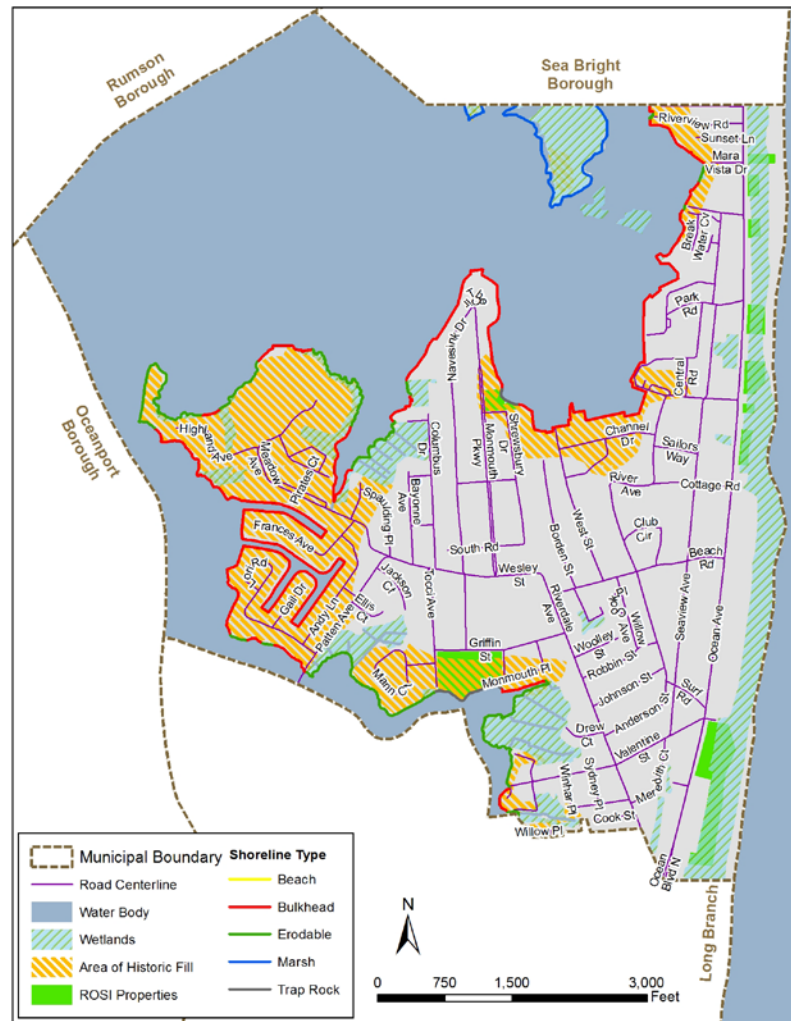 Rumson
Borough
Sea Bright
Borough
Riverview Rd
Sunset Ln
Mara
Vista Dr
Break
Water Cv
Park
Rd
Navesink Dr
Central
Rd
Oceanport
Borough
Highland Ave
Meadow
Ave
Pirates Ct
Columbus
Dr
Monmouth
Pkwy
Shrewsbury
Dr
Channel
Dr
Sailors
Way
River
Ave
Cottage Rd
Spaulding Pl
Bayonne
Ave
West St
Borden St
Club
Cir
Frances Ave
South Rd
Beach
Rd
Wesley
St
Gail Dr
Jackson
Ct
Tocci Ave
Andy Ln
Ellis
Ct
Patten Ave
Riverdale
Ave
Willow
Ave
Seaview Ave
Ocean Ave
Griffin
St
Woolley
St
Robbin St
Mann Ct
Monmouth Pl
Johnson St
Surf
Rd
Anderson St
Drew
Ct
Valentine
St
Winhar Pl
Sydney Pl
Meredith Ct
Cook St
Willow Pl
Ocean
Blvd N
Long Branch
Municipal Boundary
Road Centerline
Water Body
Wetlands
Area of Historic Fill
ROSI Properties
Shoreline Type
Beach
Bulkhead
Erodable
Marsh
Trap Rock
N
0 750 1,500 3,000
Feet